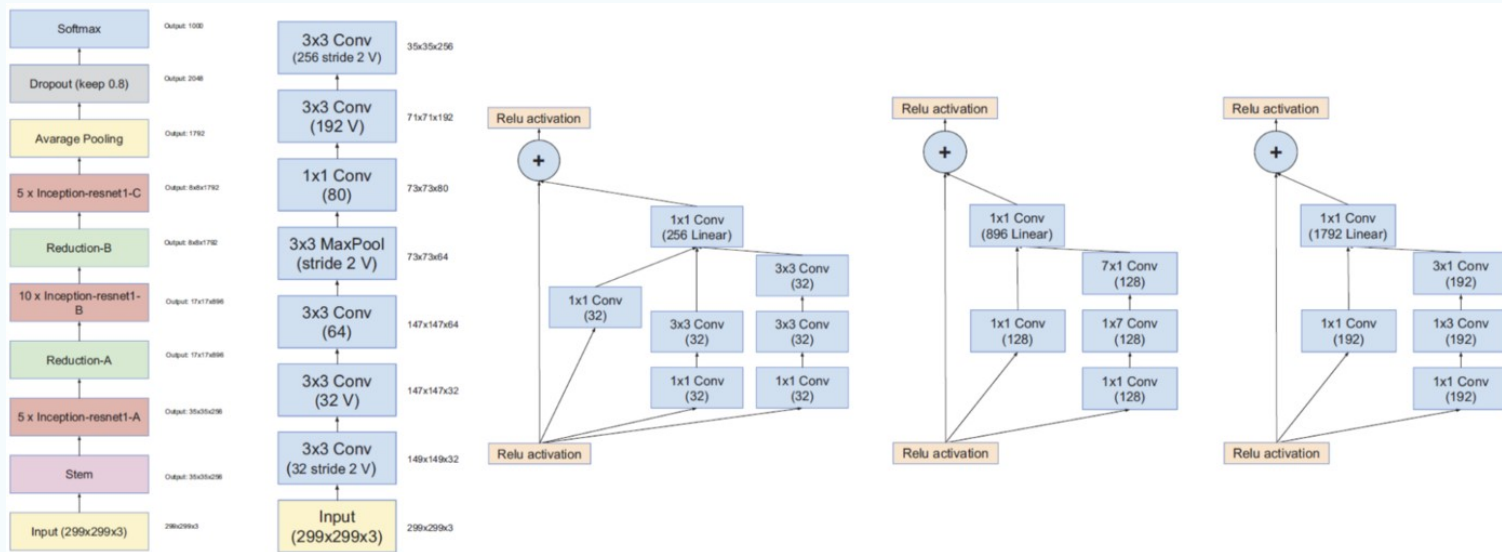 Softmax
Output: 1000
Dropout (keep 0.8)
Output: 2048
Avarage Pooling
Output: 1792
5 x Inception-resnet1-C
Output: 8x8x1792
Reduction-B
Output: 8x8x1792
10 x Inception-resnet1-
B
Output: 17x17x896
Reduction-A
Output: 17x17x896
5 x Inception-resnet1-A
Output: 35x35x256
Stem
Output: 35x35x256
Input (299x299x3)
299x299x3
3x3 Conv
(256 stride 2 V)
35x35x256
3x3 Conv
(192 V)
71x71x192
1x1 Conv
(80)
73x73x80
3x3 MaxPool
(stride 2 V)
73x73x64
3x3 Conv
(64)
147x147x64
3x3 Conv
(32 V)
147x147x32
3x3 Conv
(32 stride 2 V)
149x149x32
Input
(299x299x3)
299x299x3
Relu activation
+
1x1 Conv
(256 Linear)
1x1 Conv
(32)
3x3 Conv
(32)
3x3 Conv
(32)
3x3 Conv
(32)
1x1 Conv
(32)
1x1 Conv
(32)
Relu activation
Relu activation
+
1x1 Conv
(896 Linear)
7x1 Conv
(128)
1x1 Conv
(128)
1x7 Conv
(128)
1x1 Conv
(128)
Relu activation
Relu activation
+
1x1 Conv
(1792 Linear)
3x1 Conv
(192)
1x1 Conv
(192)
1x3 Conv
(192)
1x1 Conv
(192)
Relu activation